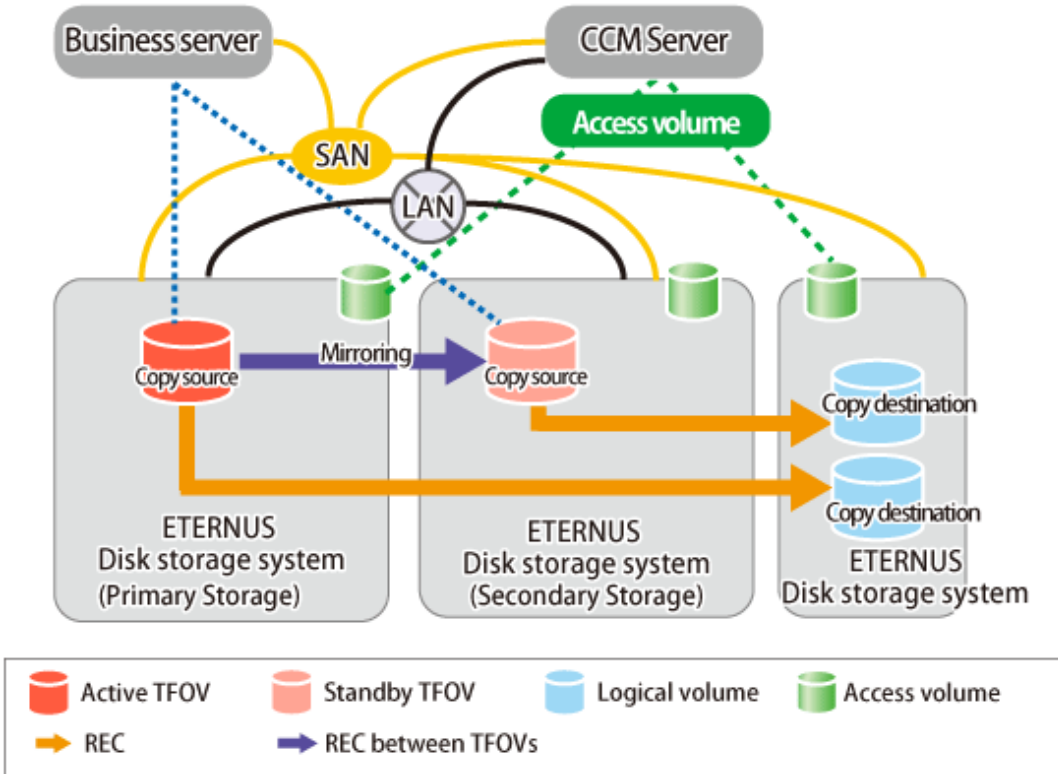 Business server
CCM Server
Access volume
SAN
LAN
Mirroring
Copy source
Copy source
Copy destination
Copy destination
ETERNUS
Disk storage system
(Primary Storage)
ETERNUS
Disk storage system
(Secondary Storage)
ETERNUS
Disk storage system
Active TFOV
Standby TFOV
Logical volume
Access volume
REC
REC between TFOVs